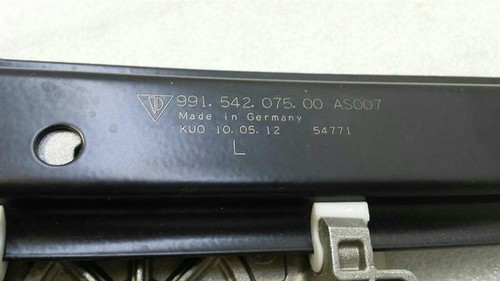 991.542.075.00 AS007
Made in Germany
KUO 10.05.12 54771
L